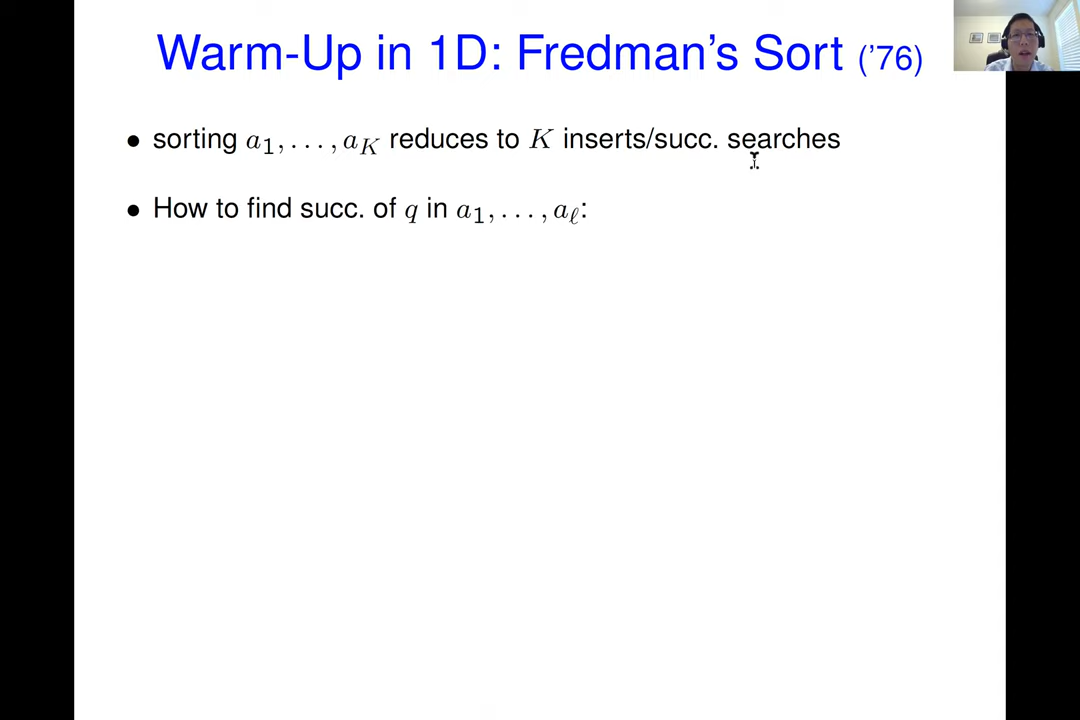 Warm-Up in 1D: Fredman's Sort ('76)
• sorting a₁, . . . , a_K reduces to K inserts/succ. searches
• How to find succ. of q in a₁, . . . , a_ℓ: